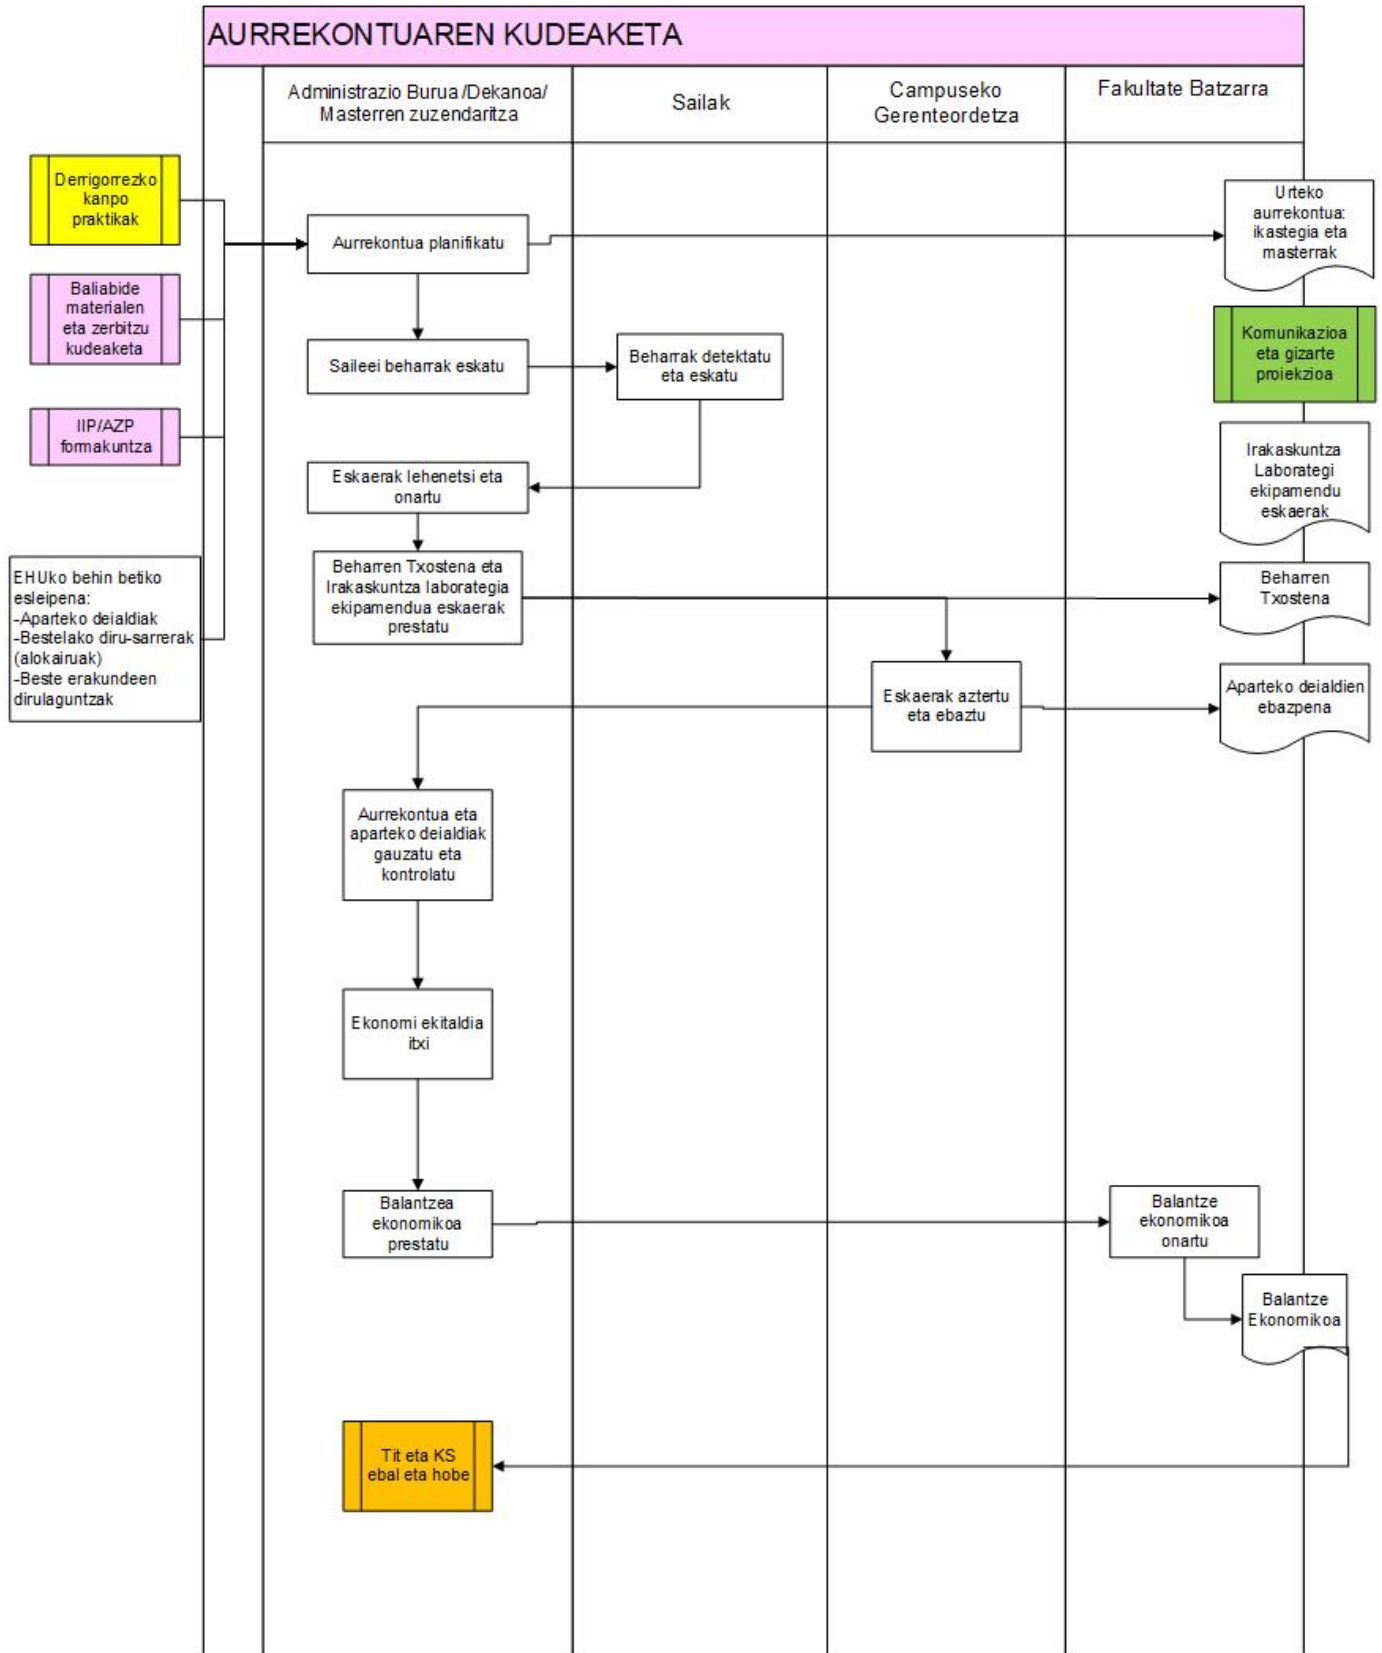 AURREKONTUAREN KUDEAKETA
Administrazio Burua /Dekanoa/
Masterren zuzendaritza
Sailak
Campuseko
Gerenteordetza
Fakultate Batzarra
Derrigorrezko
kanpo
praktikak
Baliabide
materialen
eta zerbitzu
kudeaketa
IIP/AZP
formakuntza
EHUko behin betiko
esleipena:
-Aparteko deialdiak
-Bestelako diru-sarrerak
(alokairuak)
-Beste erakundeen
dirulaguntzak
Aurrekontua planifikatu
Urteko
aurrekontua:
ikastegia eta
masterrak
Komunikazioa
eta gizarte
proiekzioa
Saileei beharrak eskatu
Beharrak detektatu
eta eskatu
Irakaskuntza
Laborategi
ekipamendu
eskaerak
Eskaerak lehenetsi eta
onartu
Beharren Txostena eta
Irakaskuntza laborategia
ekipamendua eskaerak
prestatu
Beharren
Txostena
Eskaerak aztertu
eta ebaztu
Aparteko deialdien
ebazpena
Aurrekontua eta
aparteko deialdiak
gauzatu eta
kontrolatu
Ekonomi ekitaldia
itxi
Balantzea
ekonomikoa
prestatu
Balantze
ekonomikoa
onartu
Balantze
Ekonomikoa
Tit eta KS
ebal eta hobe